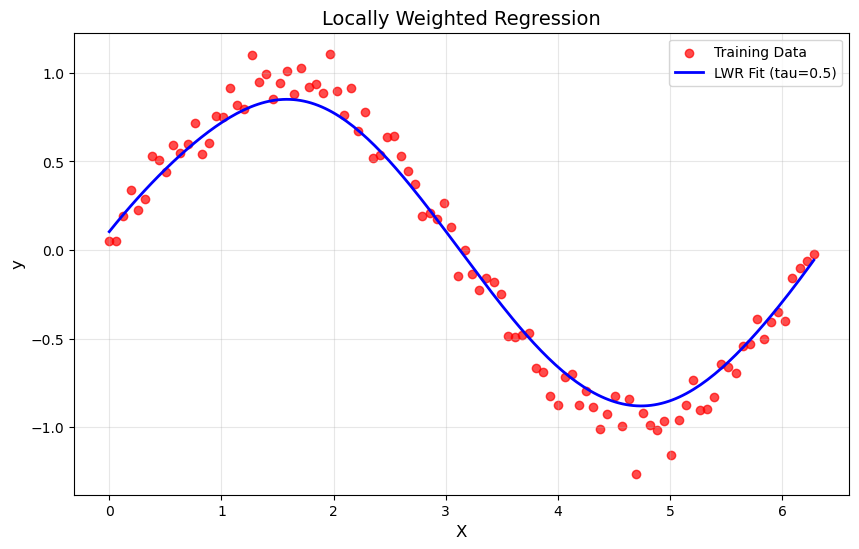 Locally Weighted Regression
Training Data
LWR Fit (tau=0.5)
1.0
0.5
0.0
−0.5
−1.0
y
0 1 2 3 4 5 6
X